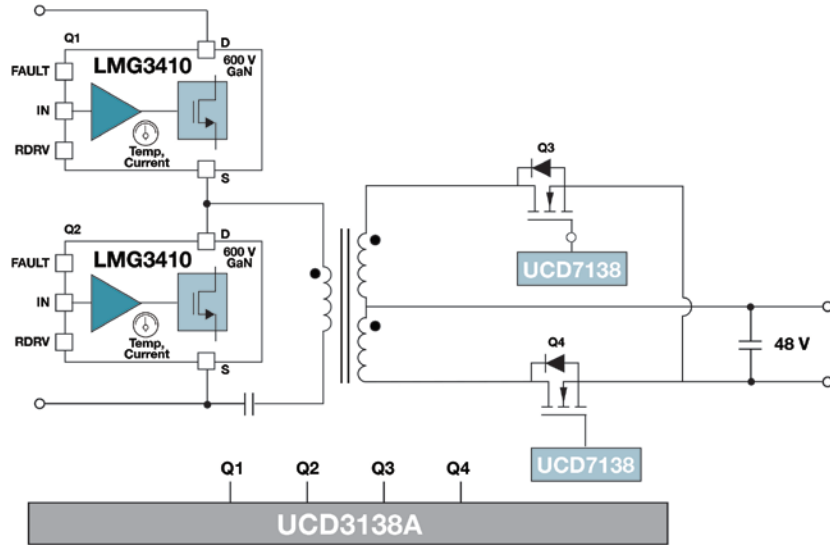 Q1
D
LMG3410
600 V
GaN
FAULT
IN
RDRV
Temp,
Current
S
Q2
D
LMG3410
600 V
GaN
FAULT
IN
RDRV
Temp,
Current
S
Q3
UCD7138
Q4
48 V
UCD7138
Q1 Q2 Q3 Q4
UCD3138A